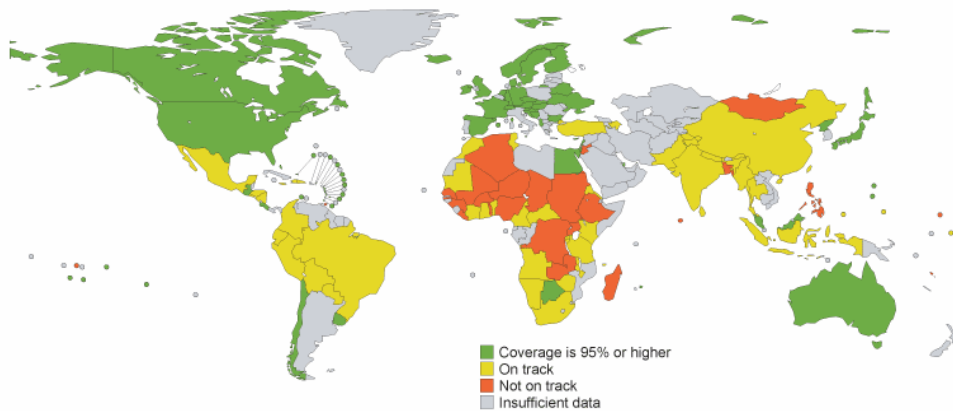 Coverage is 95% or higher
On track
Not on track
Insufficient data